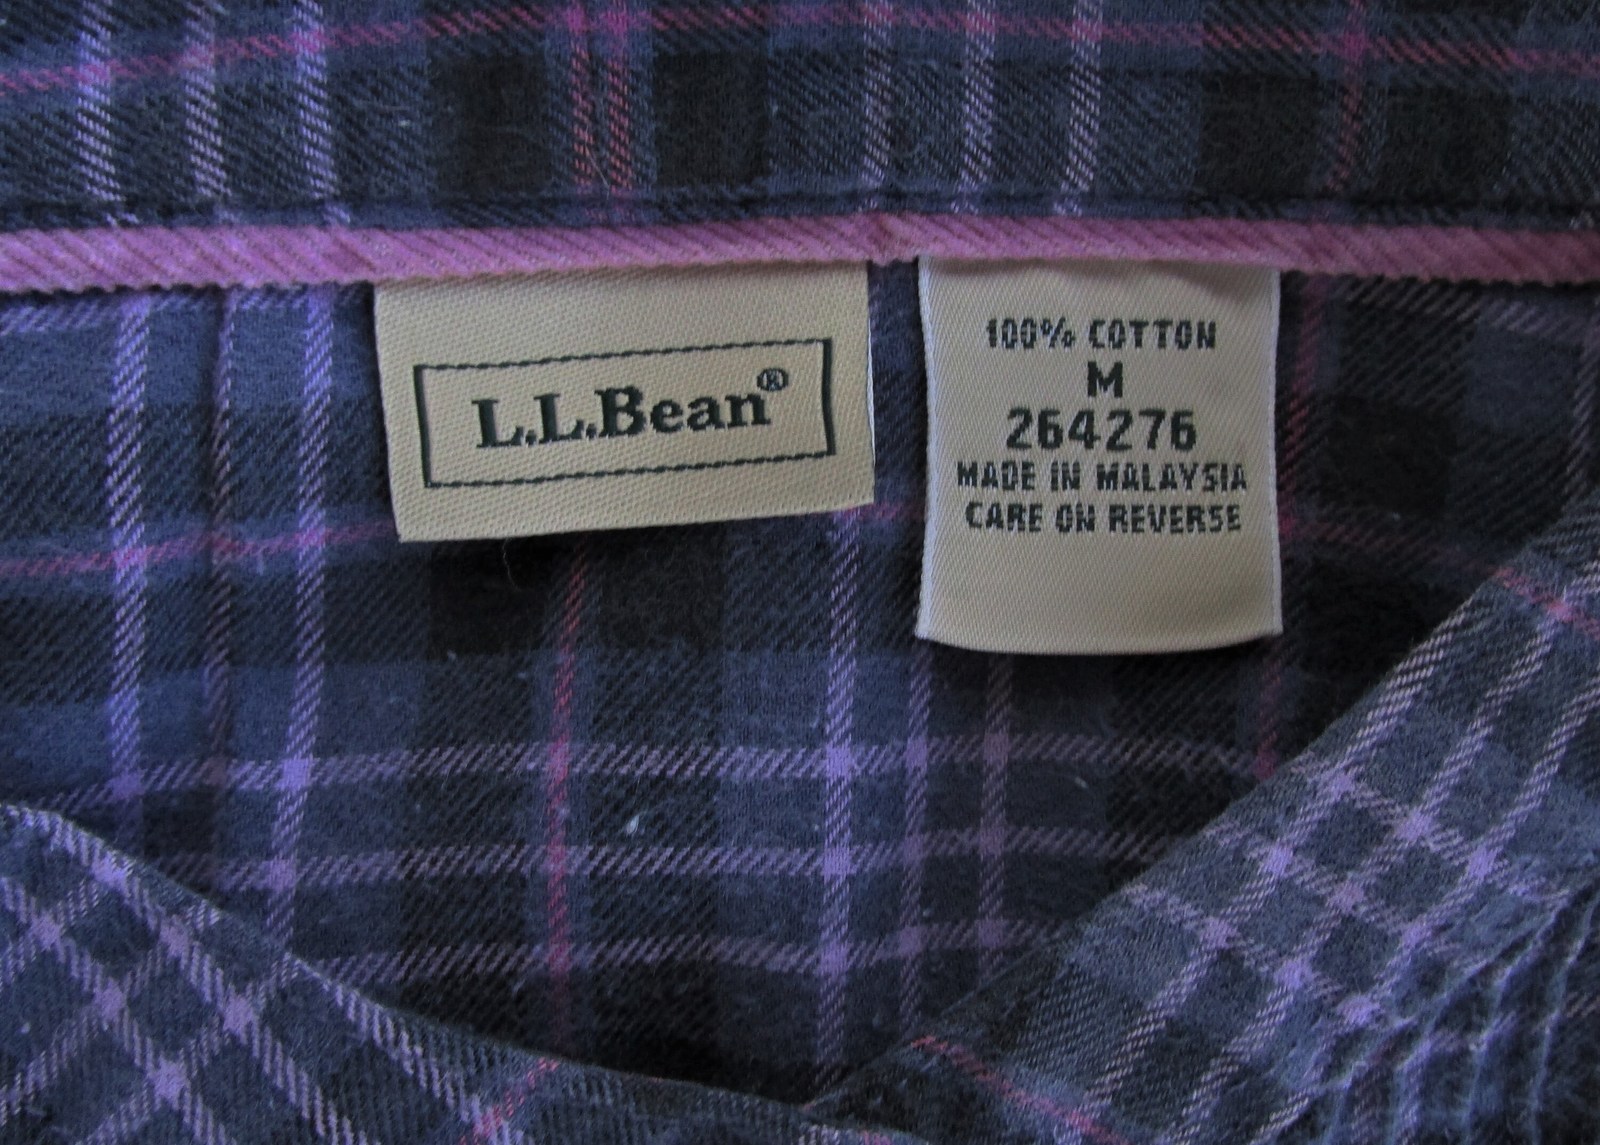 L.L.Bean®
100% COTTON
M
264276
MADE IN MALAYSIA
CARE ON REVERSE